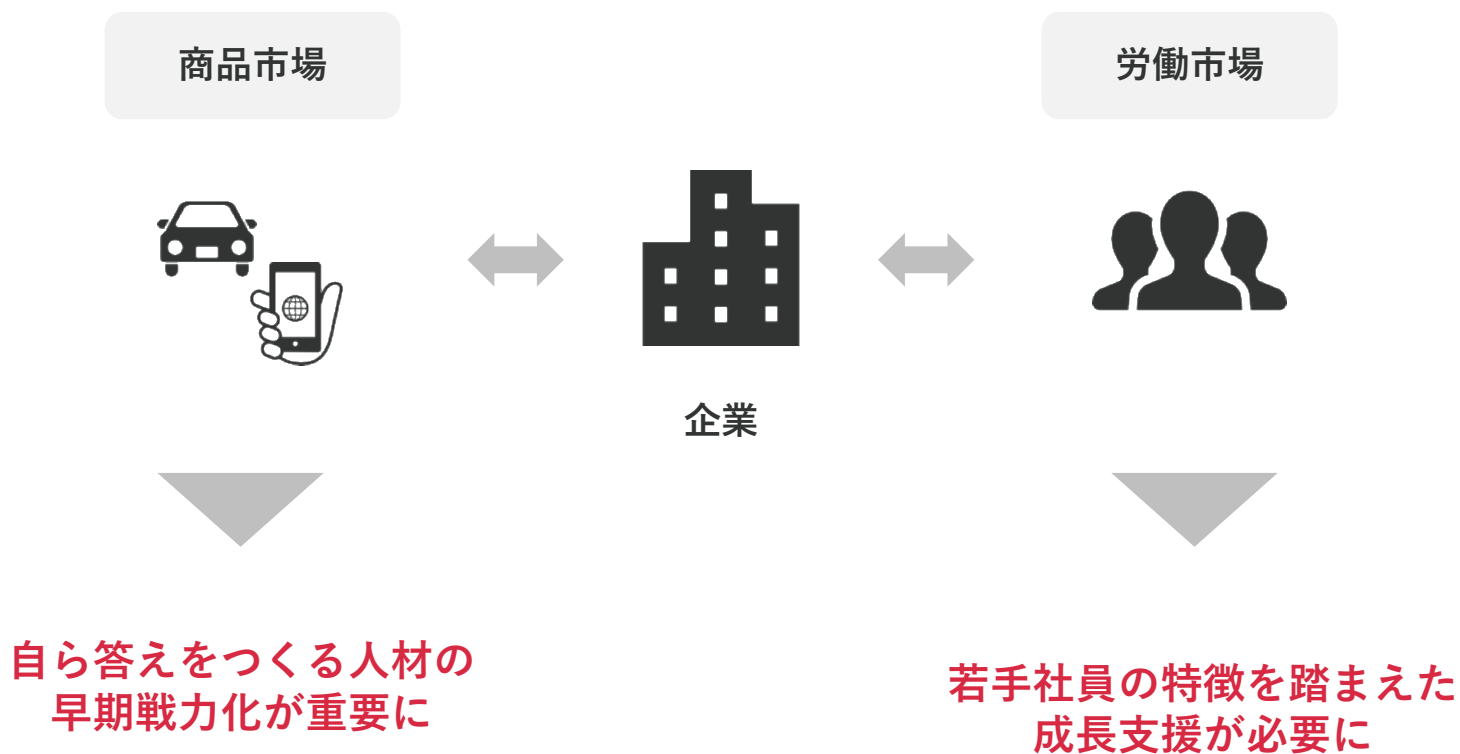 商品市場
労働市場
企業
自ら答えをつくる人材の
早期戦力化が重要に
若手社員の特徴を踏まえた
成長支援が必要に